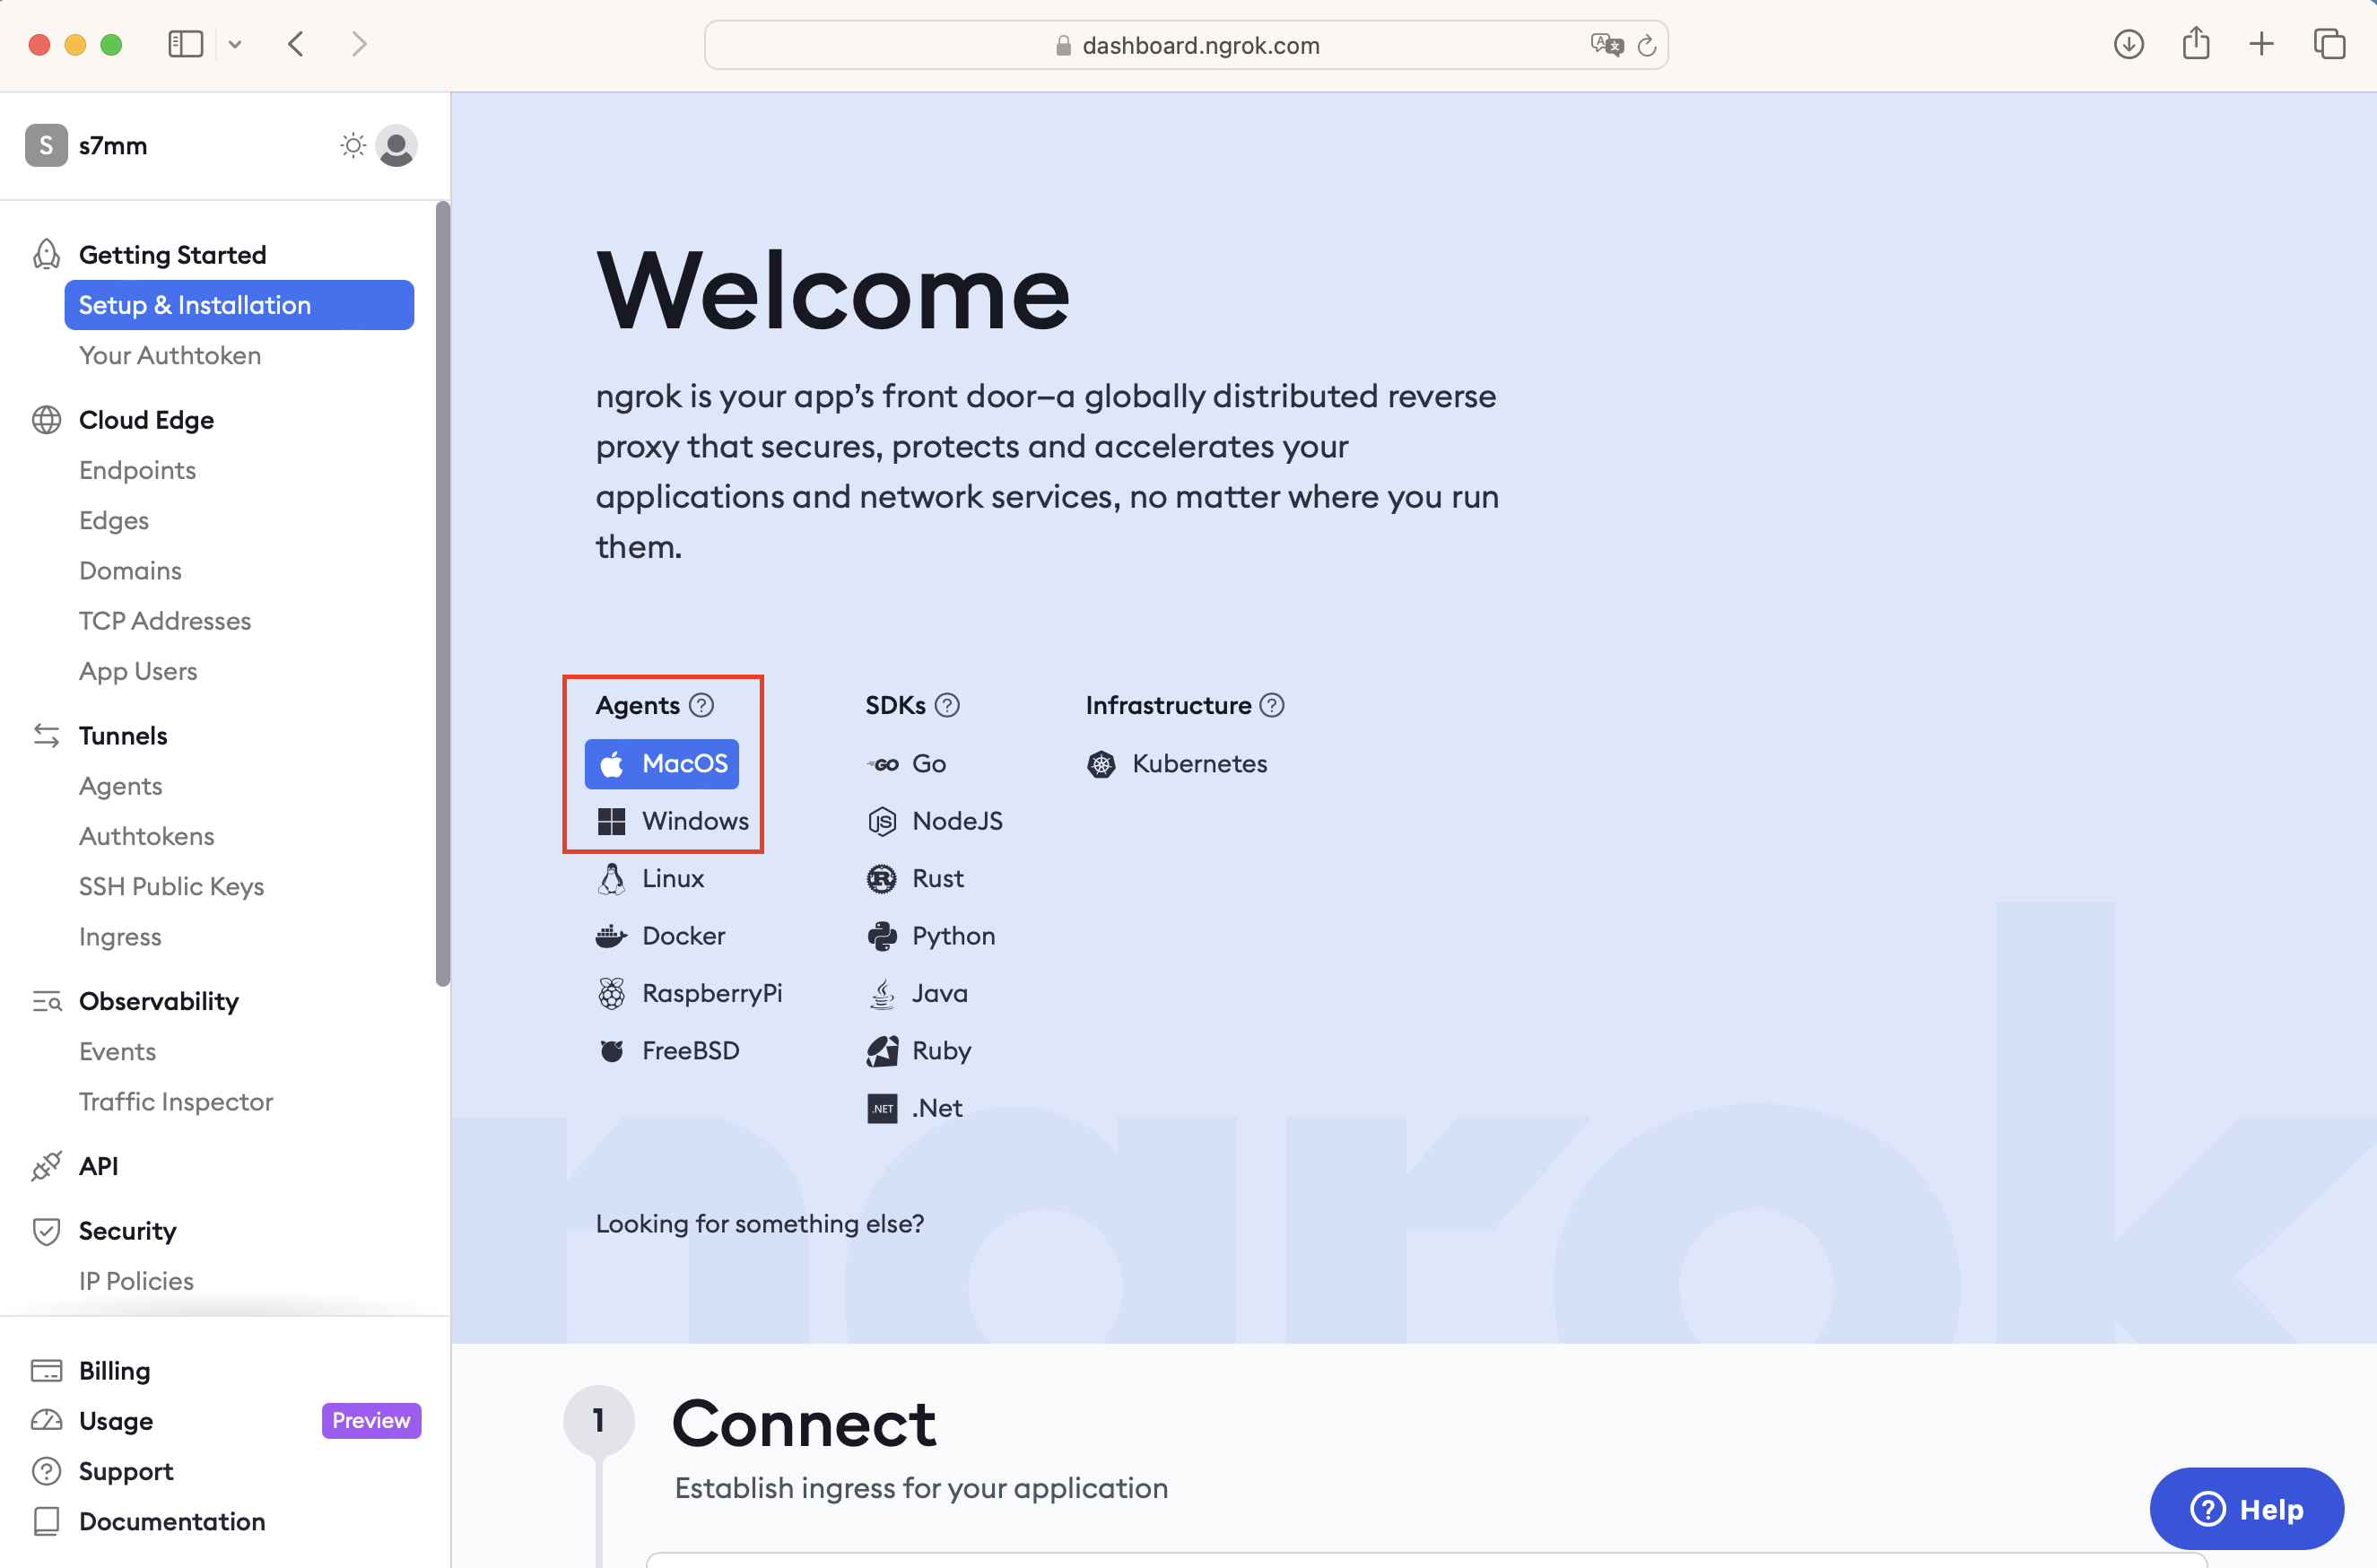 dashboard.ngrok.com
S s7mm
Getting Started
Setup & Installation
Your Authtoken
Cloud Edge
Endpoints
Edges
Domains
TCP Addresses
App Users
Tunnels
Agents
Authtokens
SSH Public Keys
Ingress
Observability
Events
Traffic Inspector
API
Security
IP Policies
Billing
Usage Preview
Support
Documentation
Welcome
ngrok is your app’s front door—a globally distributed reverse
proxy that secures, protects and accelerates your
applications and network services, no matter where you run
them.
Agents ?
MacOS
Windows
Linux
Docker
RaspberryPi
FreeBSD
SDKs ?
GO Go
JS NodeJS
R Rust
Python
Java
Ruby
.NET .Net
Infrastructure ?
Kubernetes
Looking for something else?
ngrok
1 Connect
Establish ingress for your application
? Help